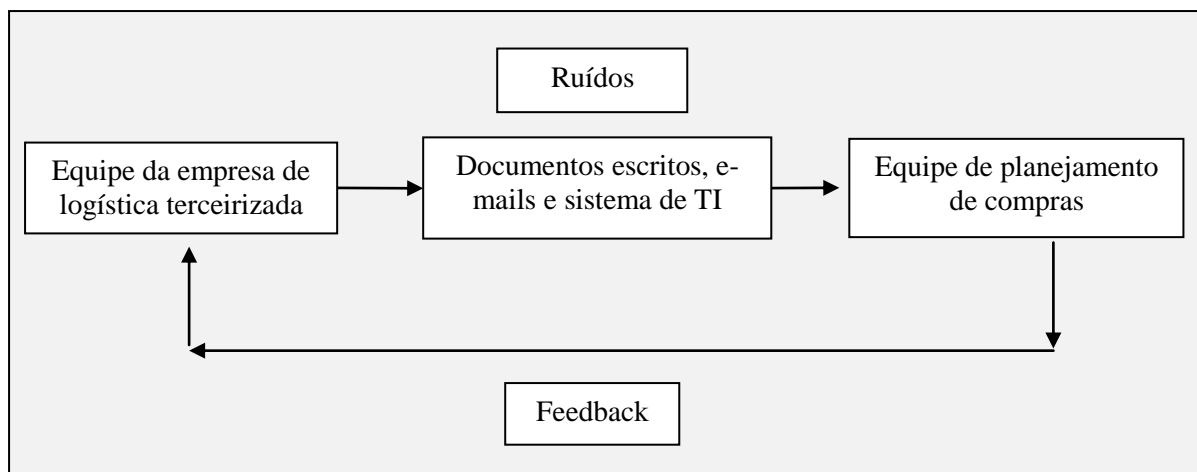 Ruídos
Equipe da empresa de
logística terceirizada
Documentos escritos, e-
mails e sistema de TI
Equipe de planejamento
de compras
Feedback